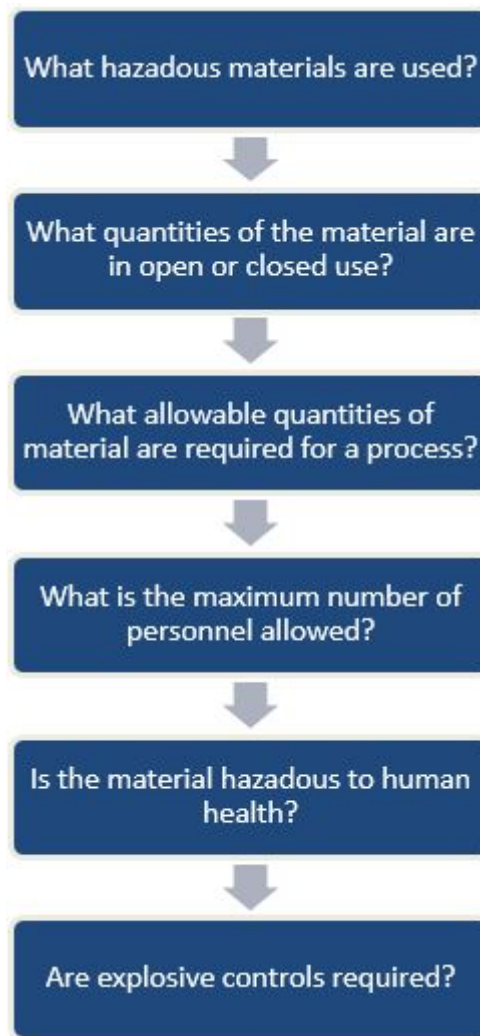 What hazadous materials are used?
What quantities of the material are
in open or closed use?
What allowable quantities of
material are required for a process?
What is the maximum number of
personnel allowed?
Is the material hazadous to human
health?
Are explosive controls required?